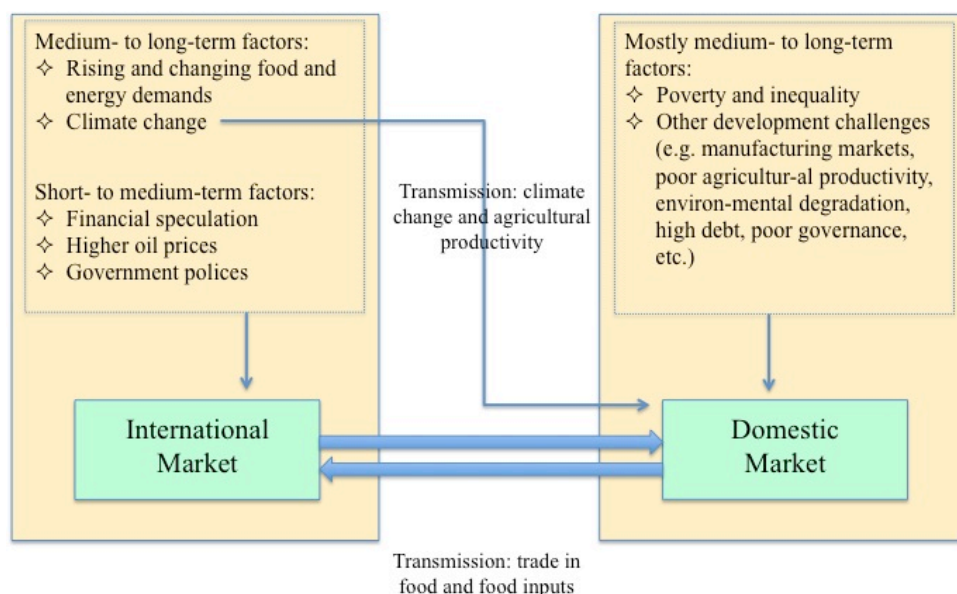 Medium- to long-term factors:
✧ Rising and changing food and
energy demands
✧ Climate change
Short- to medium-term factors:
✧ Financial speculation
✧ Higher oil prices
✧ Government polices
International
Market
Transmission: climate
change and agricultural
productivity
Mostly medium- to long-term
factors:
✧ Poverty and inequality
✧ Other development challenges
(e.g. manufacturing markets,
poor agricultur-al productivity,
environ-mental degradation,
high debt, poor governance,
etc.)
Domestic
Market
Transmission: trade in
food and food inputs